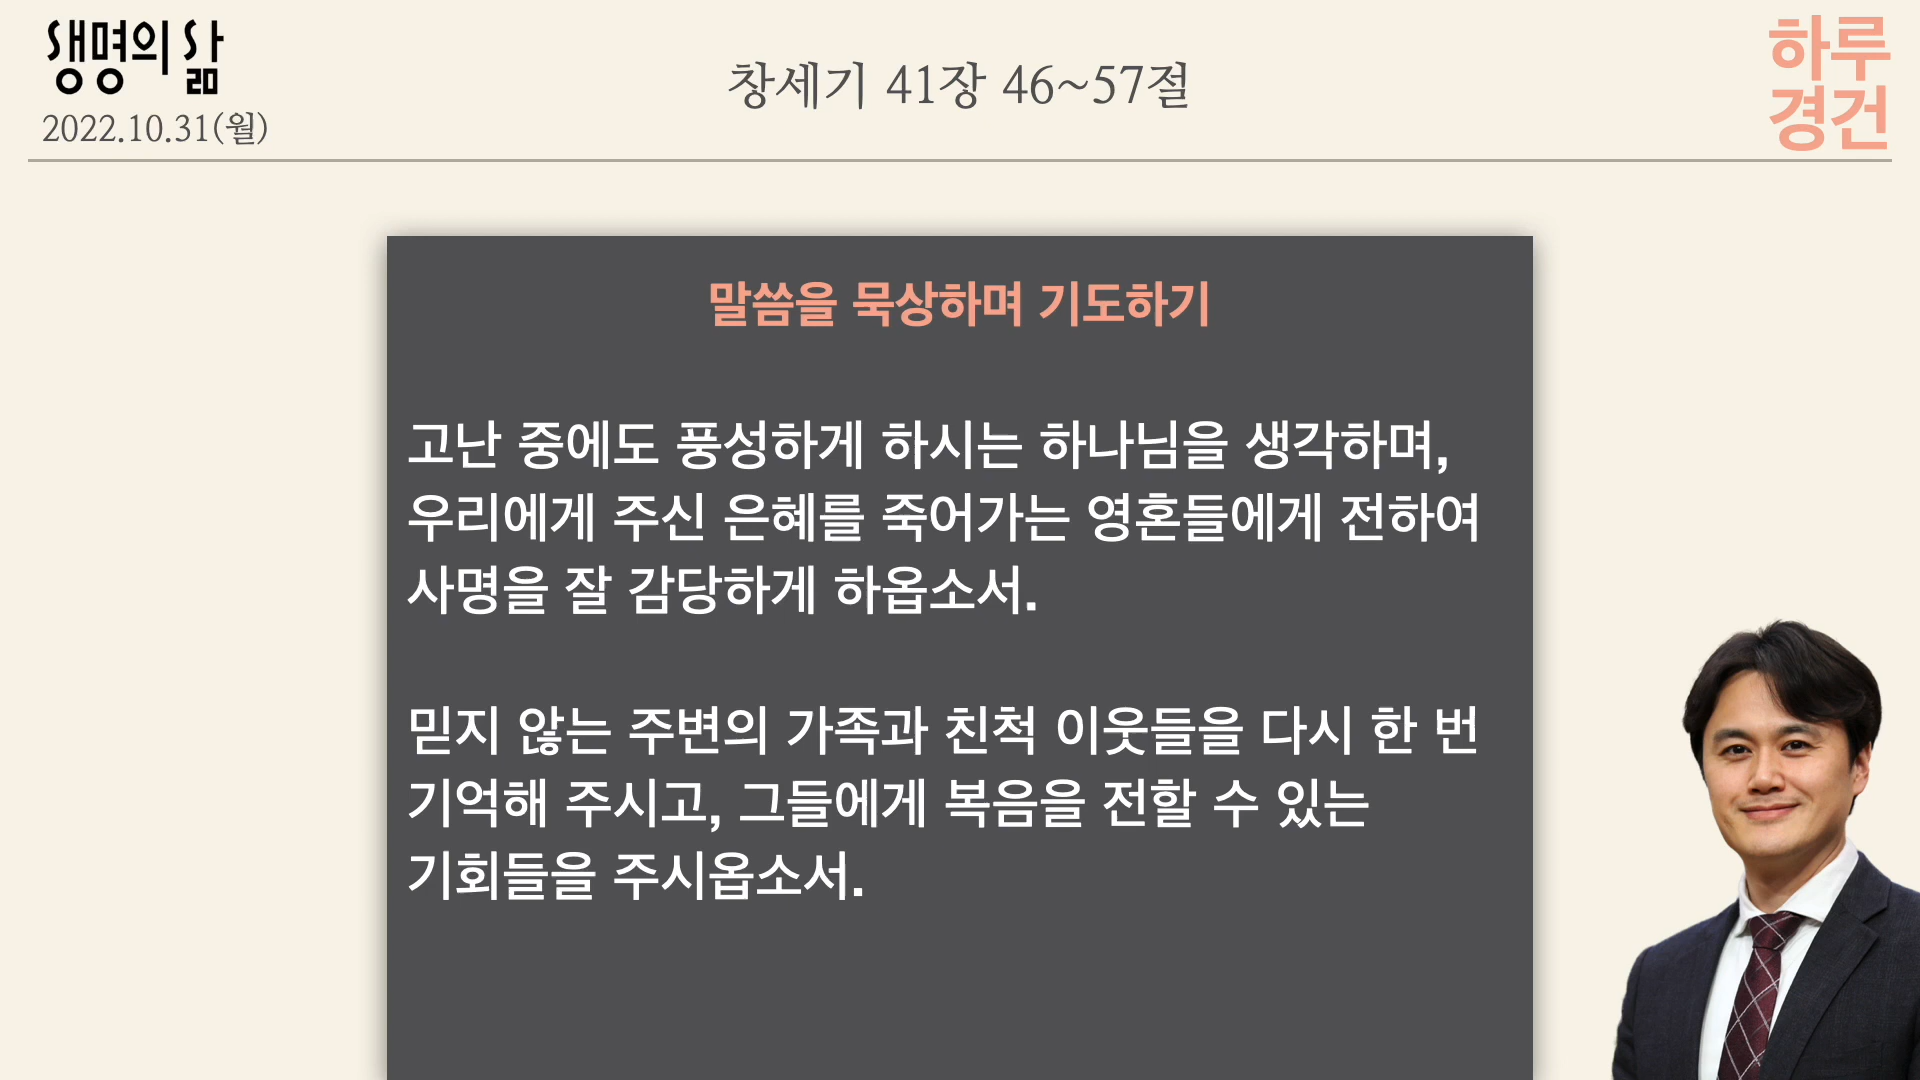 생명의 삶
2022.10.31(월)
창세기 41장 46~57절
하루
경건
말씀을 묵상하며 기도하기
고난 중에도 풍성하게 하시는 하나님을 생각하며,
우리에게 주신 은혜를 죽어가는 영혼들에게 전하여
사명을 잘 감당하게 하옵소서.
믿지 않는 주변의 가족과 친척 이웃들을 다시 한 번
기억해 주시고, 그들에게 복음을 전할 수 있는
기회들을 주시옵소서.